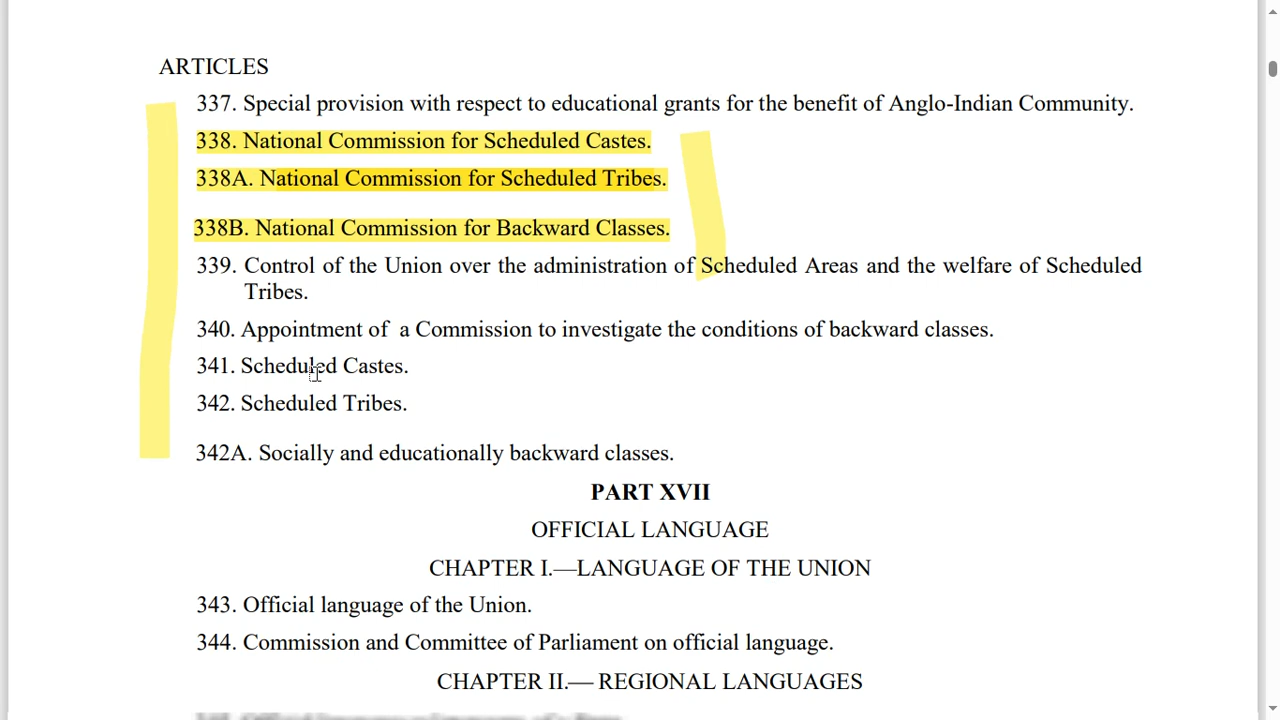 ARTICLES
337. Special provision with respect to educational grants for the benefit of Anglo-Indian Community.
338. National Commission for Scheduled Castes.
338A. National Commission for Scheduled Tribes.
338B. National Commission for Backward Classes.
339. Control of the Union over the administration of Scheduled Areas and the welfare of Scheduled
Tribes.
340. Appointment of a Commission to investigate the conditions of backward classes.
341. Scheduled Castes.
342. Scheduled Tribes.
342A. Socially and educationally backward classes.
PART XVII
OFFICIAL LANGUAGE
CHAPTER I.—LANGUAGE OF THE UNION
343. Official language of the Union.
344. Commission and Committee of Parliament on official language.
CHAPTER II.— REGIONAL LANGUAGES